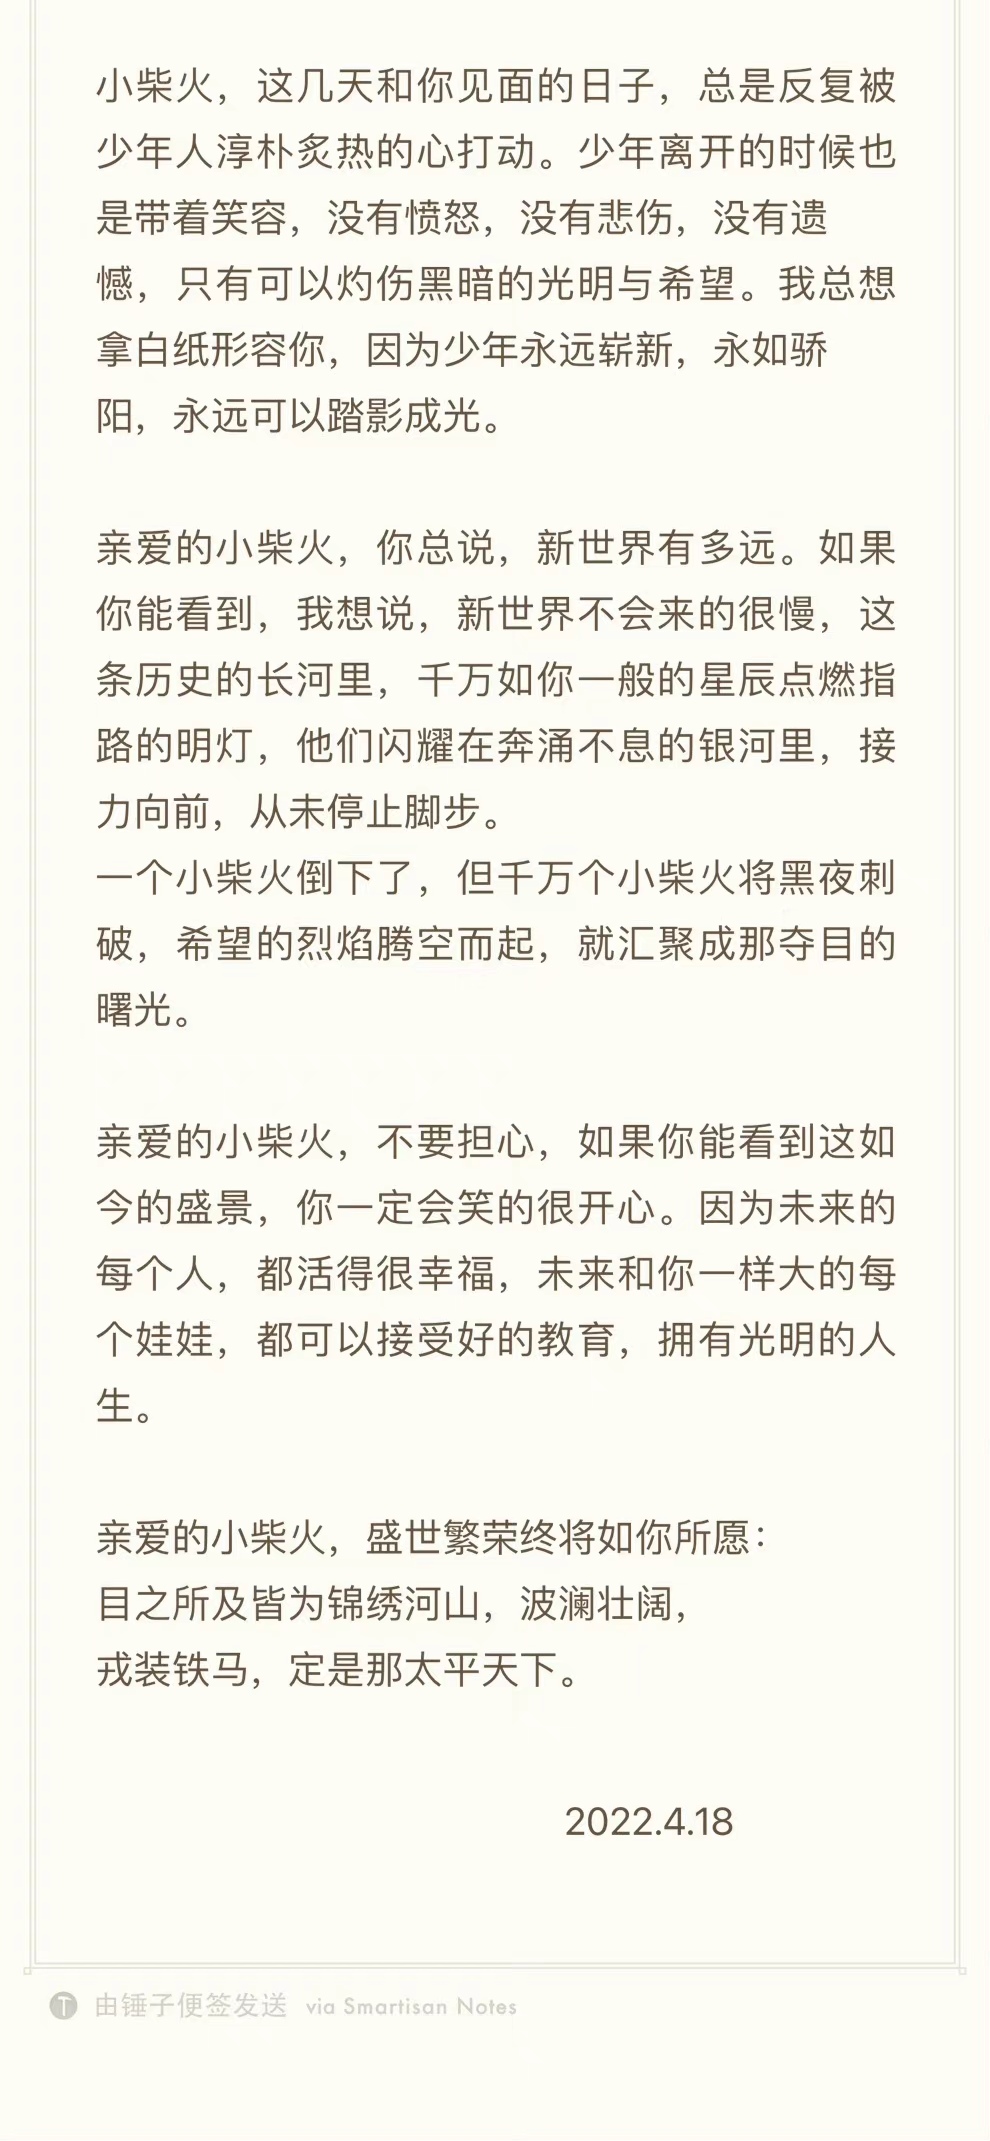 小柴火，这几天和你见面的日子，总是反复被
少年人淳朴炙热的心打动。少年离开的时候也
是带着笑容，没有愤怒，没有悲伤，没有遗
憾，只有可以灼伤黑暗的光明与希望。我总想
拿白纸形容你，因为少年永远崭新，永如骄
阳，永远可以踏影成光。
亲爱的小柴火，你总说，新世界有多远。如果
你能看到，我想说，新世界不会来的很慢，这
条历史的长河里，千万如你一般的星辰点燃指
路的明灯，他们闪耀在奔涌不息的银河里，接
力向前，从未停止脚步。
一个小柴火倒下了，但千万个小柴火将黑夜刺
破，希望的烈焰腾空而起，就汇聚成那夺目的
曙光。
亲爱的小柴火，不要担心，如果你能看到这如
今的盛景，你一定会笑的很开心。因为未来的
每个人，都活得很幸福，未来和你一样大的每
个娃娃，都可以接受好的教育，拥有光明的人
生。
亲爱的小柴火，盛世繁荣终将如你所愿：
目之所及皆为锦绣河山，波澜壮阔，
戎装铁马，定是那太平天下。
2022.4.18
由锤子便签发送 via Smartisan Notes